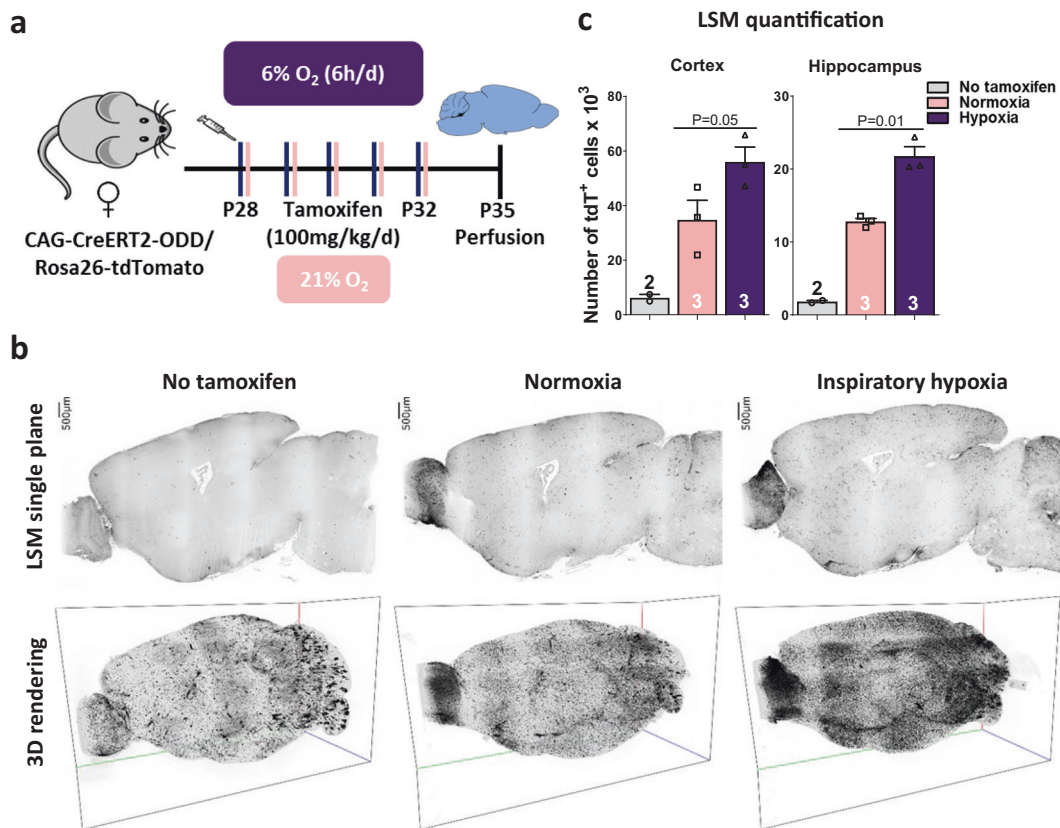 a
6% O₂ (6h/d)
P28
Tamoxifen
(100mg/kg/d)
P32
P35
Perfusion
♀
CAG-CreERT2-ODD/
Rosa26-tdTomato
21% O₂
c
LSM quantification
Cortex
Hippocampus
No tamoxifen
Normoxia
Hypoxia
Number of tdT⁺ cells x 10³
80
60
40
20
0
P=0.05
2
3
3
30
20
10
0
P=0.01
2
3
3
b
No tamoxifen
Normoxia
Inspiratory hypoxia
LSM single plane
500µm
500µm
500µm
3D rendering